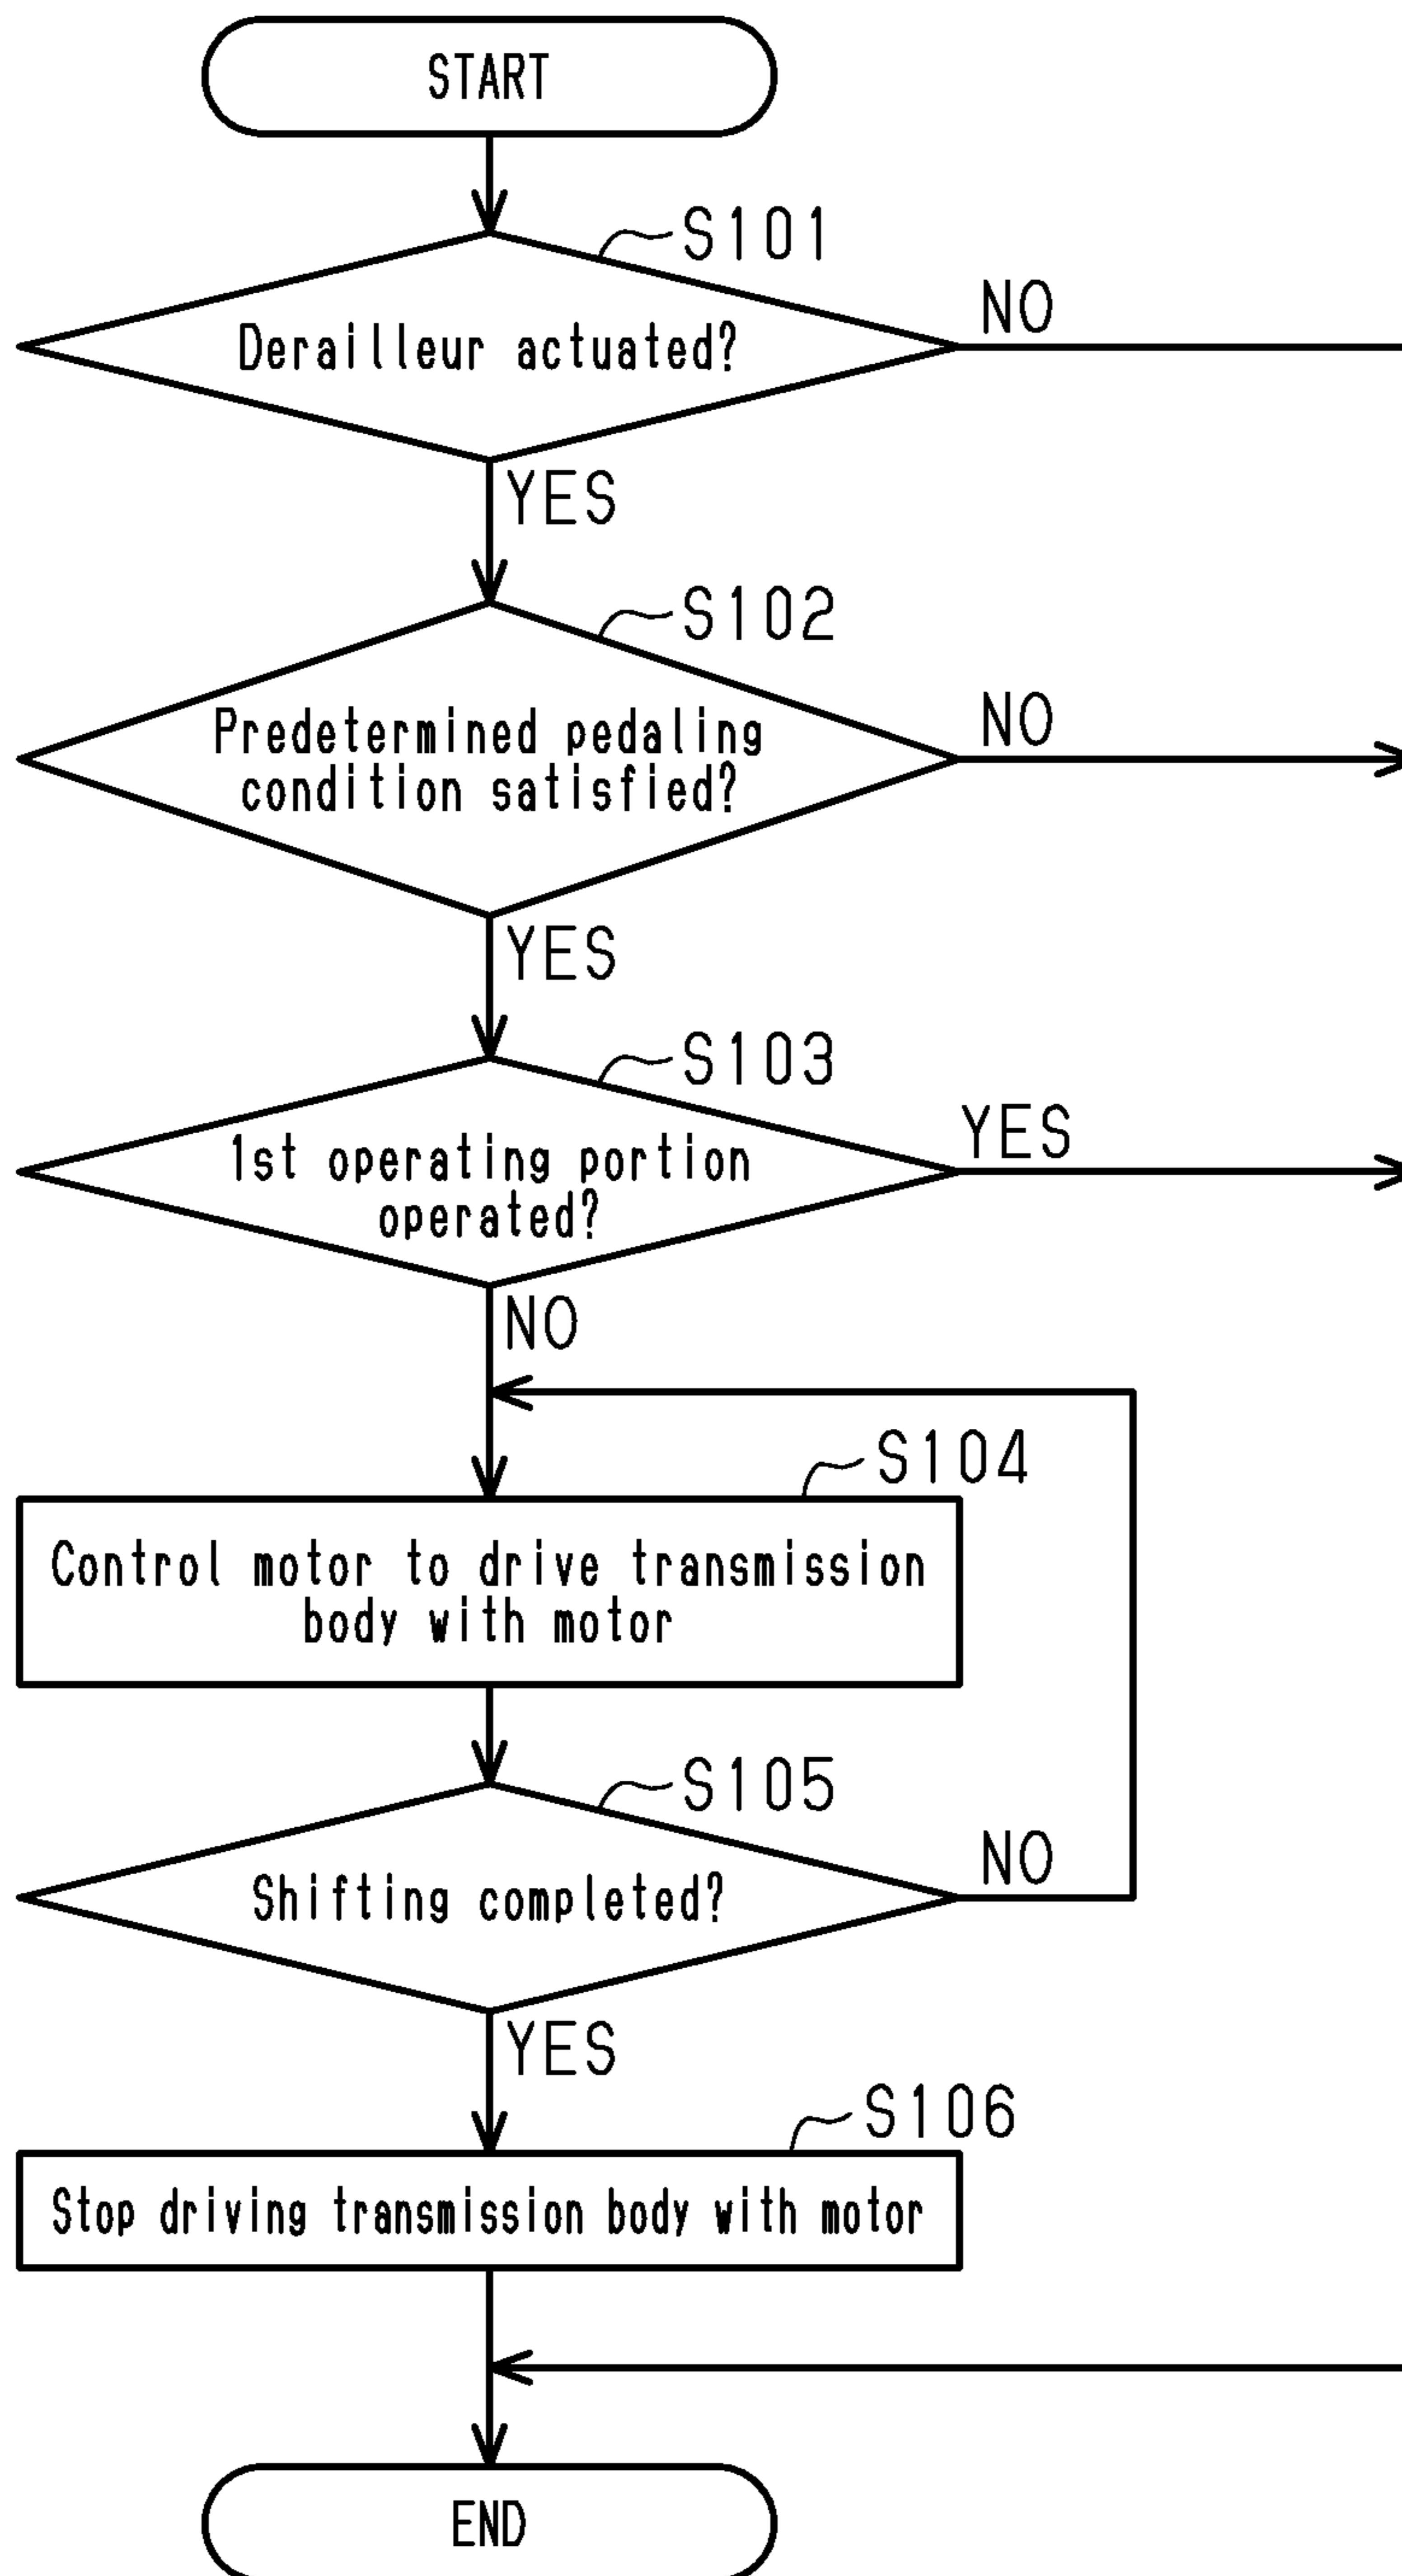 START
S101
Derailleur actuated?
NO
YES
S102
Predetermined pedaling
condition satisfied?
NO
YES
S103
1st operating portion
operated?
YES
NO
S104
Control motor to drive transmission
body with motor
S105
Shifting completed?
NO
YES
S106
Stop driving transmission body with motor
END